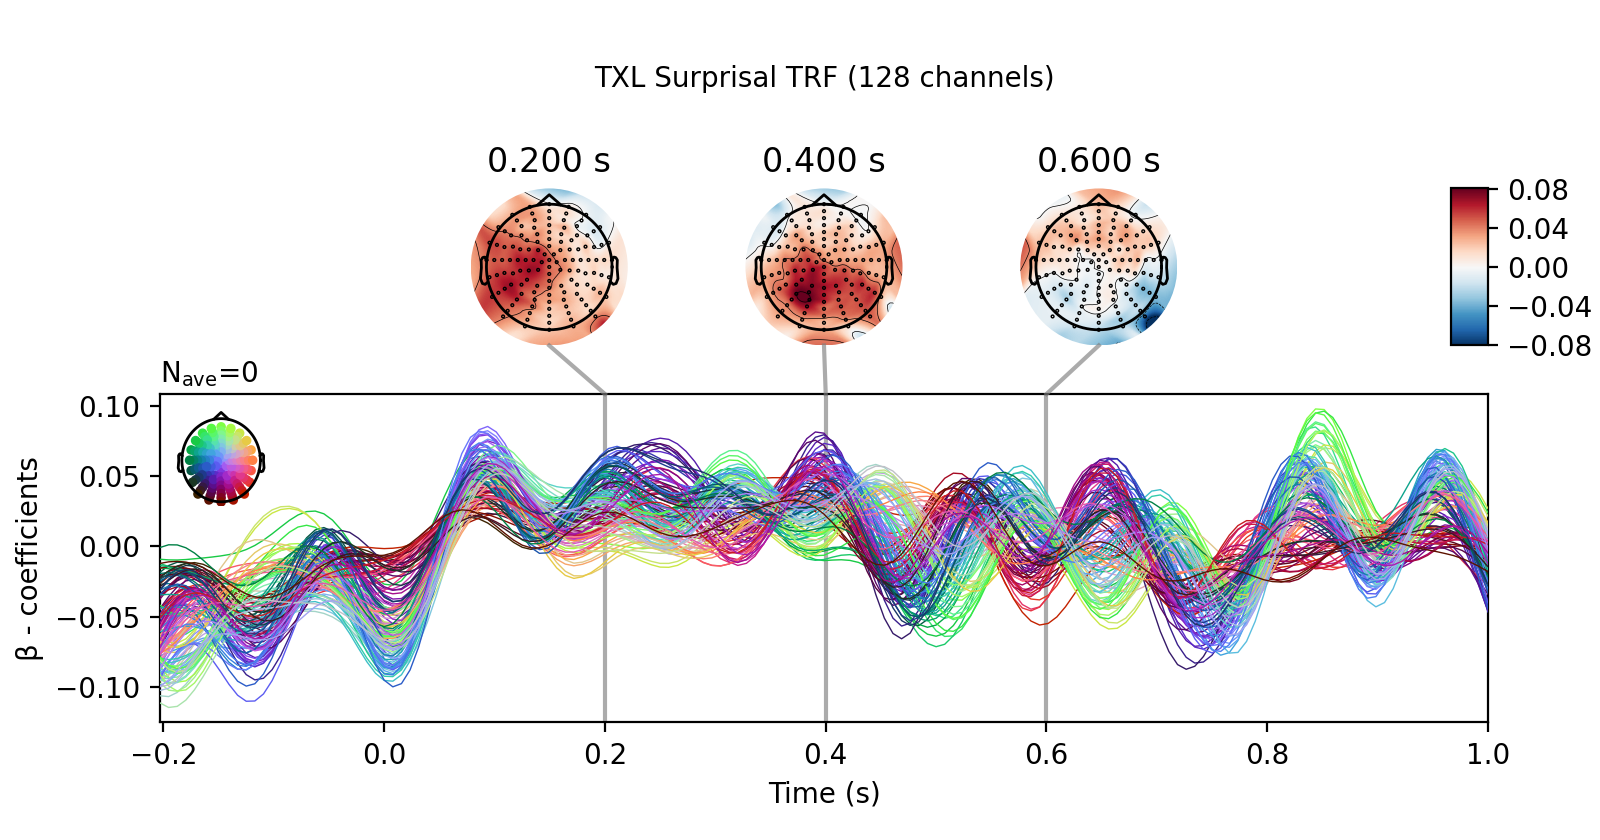 TXL Surprisal TRF (128 channels)
0.200 s
0.400 s
0.600 s
0.08
0.04
0.00
−0.04
−0.08
Nave=0
0.10
0.05
0.00
−0.05
−0.10
β - coefficients
−0.2
0.0
0.2
0.4
0.6
0.8
1.0
Time (s)